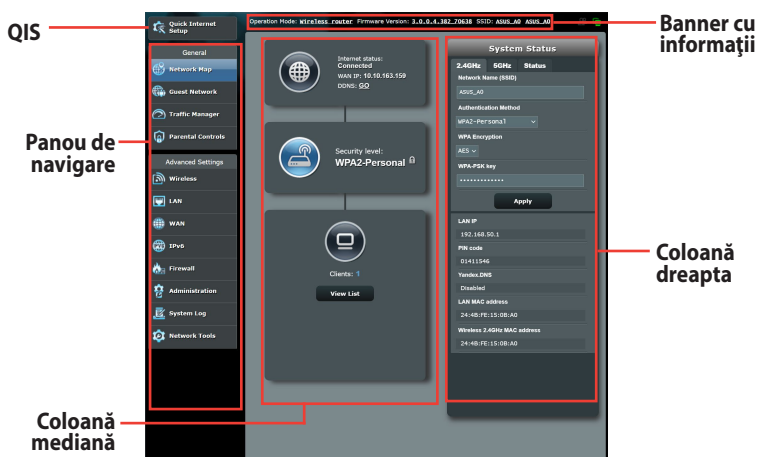 QIS
Panou de
navigare
Coloană
mediană
Banner cu
informaţii
Coloană
dreapta
Quick Internet
Setup
General
Network Map
Guest Network
Traffic Manager
Parental Controls
Advanced Settings
Wireless
LAN
WAN
IPv6
Firewall
Administration
System Log
Network Tools
Operation Mode: Wireless router Firmware Version: 3.0.0.4.382_70638 SSID: ASUS_A0 ASUS_A0
Internet status:
Connected
WAN IP: 10.10.163.159
DDNS: GO
Security level:
WPA2-Personal
Clients: 1
View List
System Status
2.4GHz 5GHz Status
Network Name (SSID)
ASUS_A0
Authentication Method
WPA2-Personal
WPA Encryption
AES
WPA-PSK key
•••••••••••••
Apply
LAN IP
192.168.50.1
PIN code
01411546
Yandex.DNS
Disabled
LAN MAC address
24:4B:FE:15:0B:A0
Wireless 2.4GHz MAC address
24:4B:FE:15:0B:A0